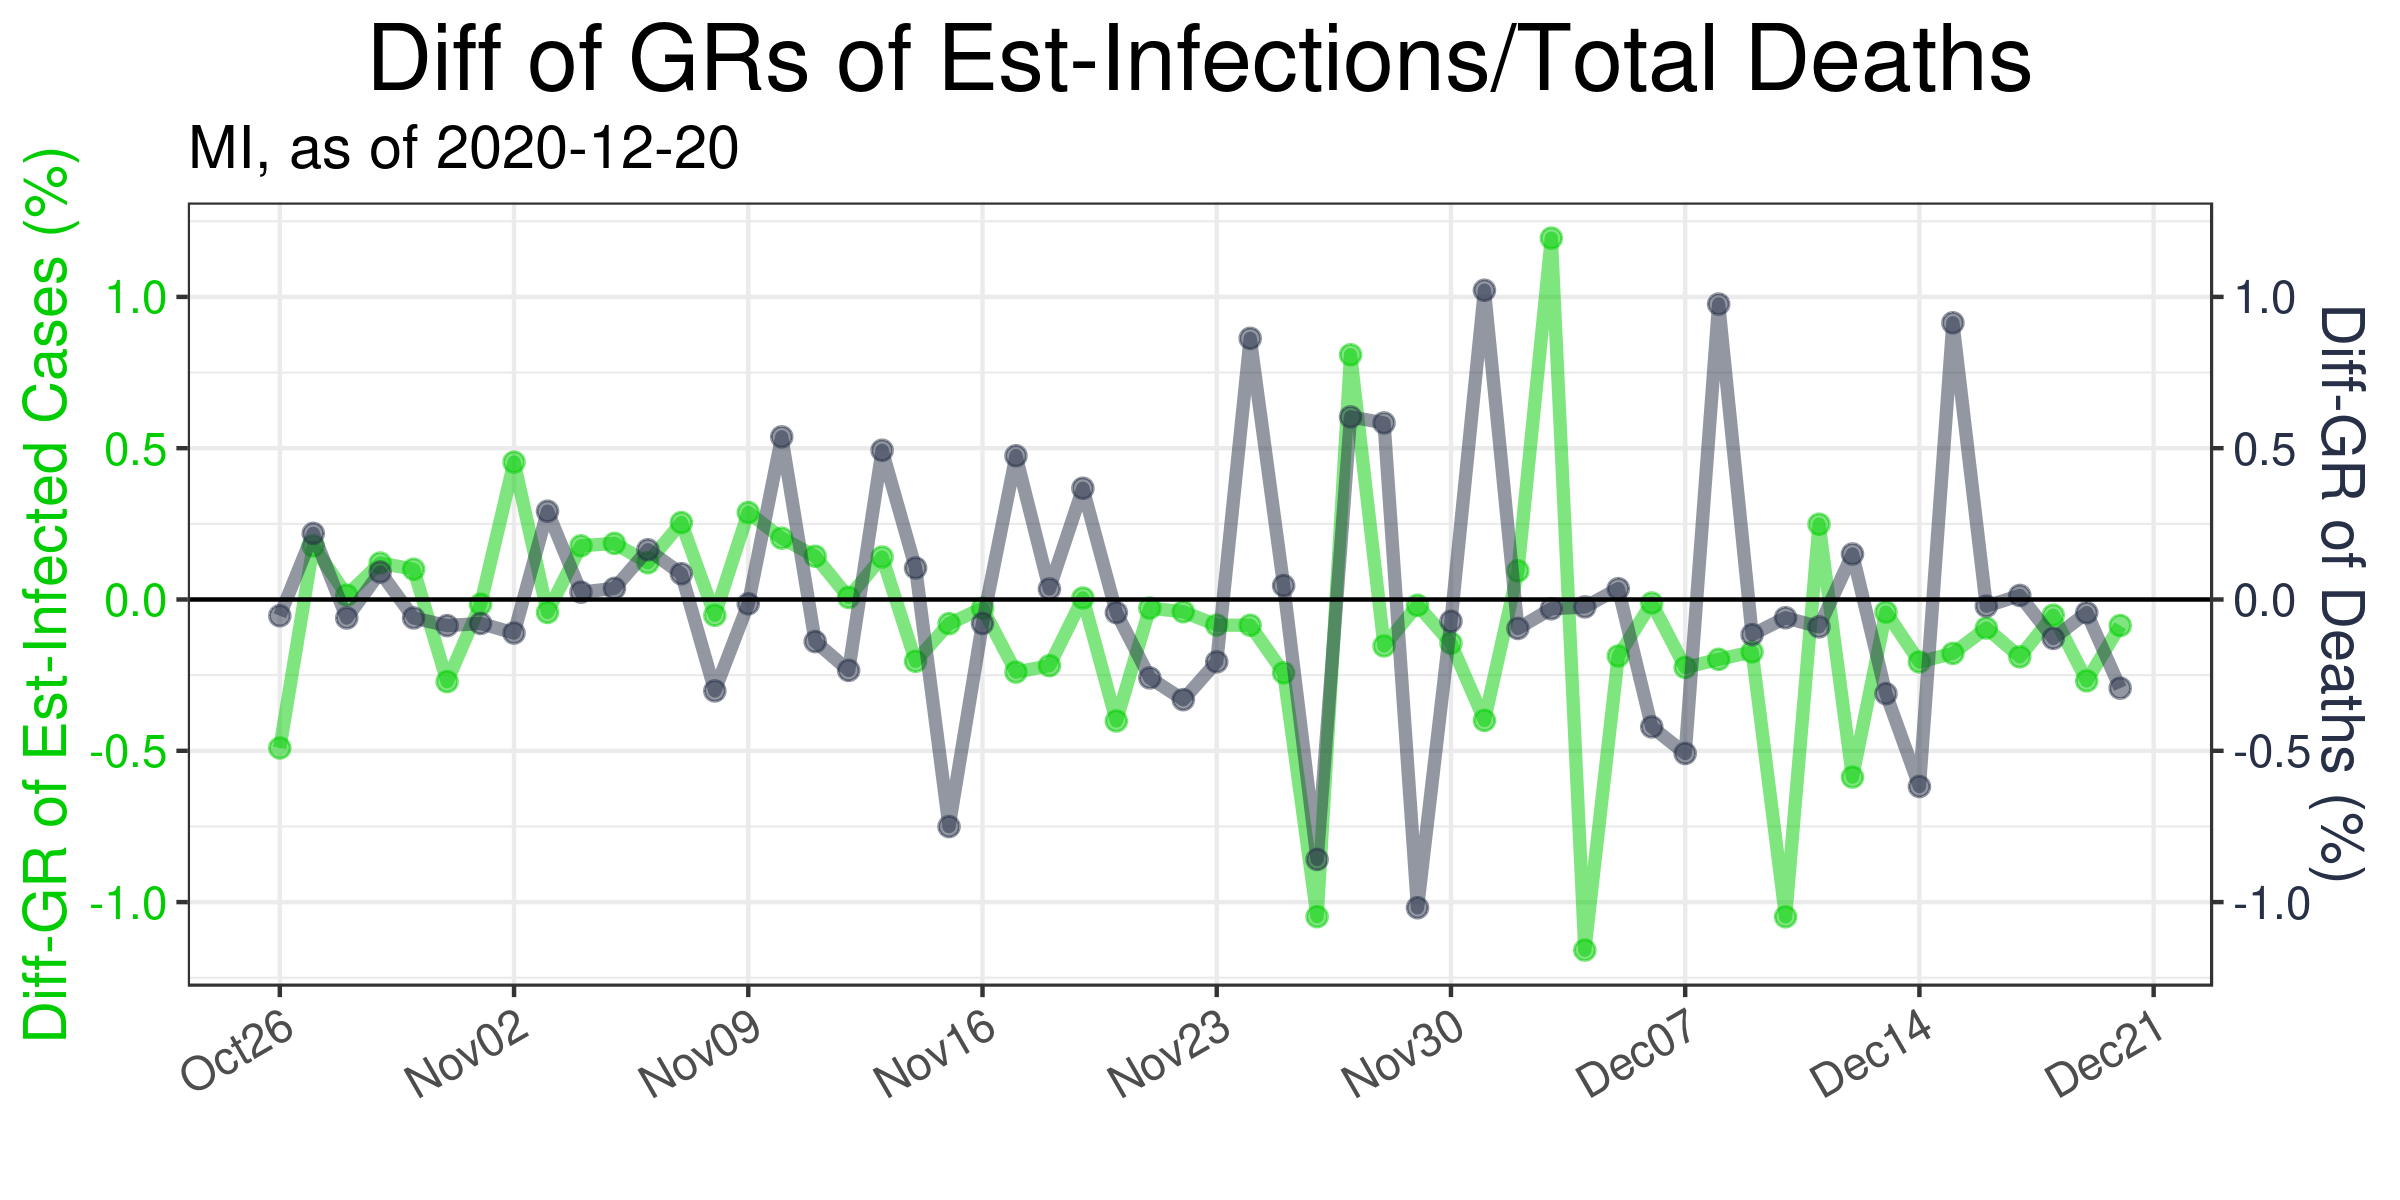 Diff of GRs of Est-Infections/Total Deaths
MI, as of 2020-12-20
Diff-GR of Est-Infected Cases (%)
1.0
0.5
0.0
-0.5
-1.0
1.0
0.5
0.0
-0.5
-1.0
Diff-GR of Deaths (%)
Oct26
Nov02
Nov09
Nov16
Nov23
Nov30
Dec07
Dec14
Dec21